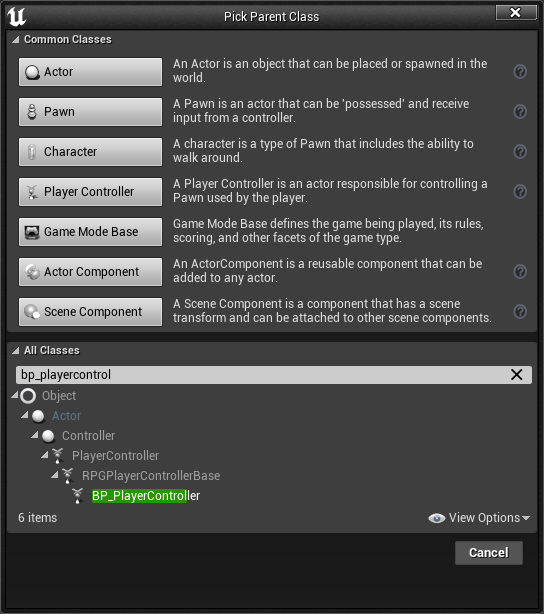 Pick Parent Class
Common Classes
Actor
An Actor is an object that can be placed or spawned in the
world.
Pawn
A Pawn is an actor that can be 'possessed' and receive
input from a controller.
Character
A character is a type of Pawn that includes the ability to
walk around.
Player Controller
A Player Controller is an actor responsible for controlling a
Pawn used by the player.
Game Mode Base
Game Mode Base defines the game being played, its rules,
scoring, and other facets of the game type.
Actor Component
An ActorComponent is a reusable component that can be
added to any actor.
Scene Component
A Scene Component is a component that has a scene
transform and can be attached to other scene components.
All Classes
bp_playercontrol
Object
Actor
Controller
PlayerController
RPGPlayerControllerBase
BP_PlayerController
6 items
View Options
Cancel